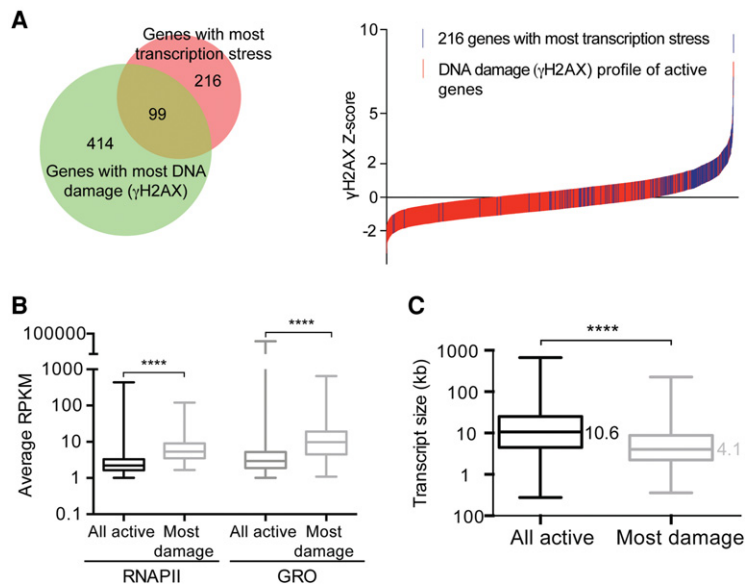 A
Genes with most
transcription stress
216
99
414
Genes with most DNA
damage (γH2AX)
γH2AX Z-score
10
5
2
0
-2
216 genes with most transcription stress
DNA damage (γH2AX) profile of active
genes
B
Average RPKM
100000
1000
100
10
1
0.1
****
****
All active
Most
damage
All active
Most
damage
RNAPII
GRO
C
Transcript size (kb)
1000
100
10
1
100
****
10.6
4.1
All active
Most damage